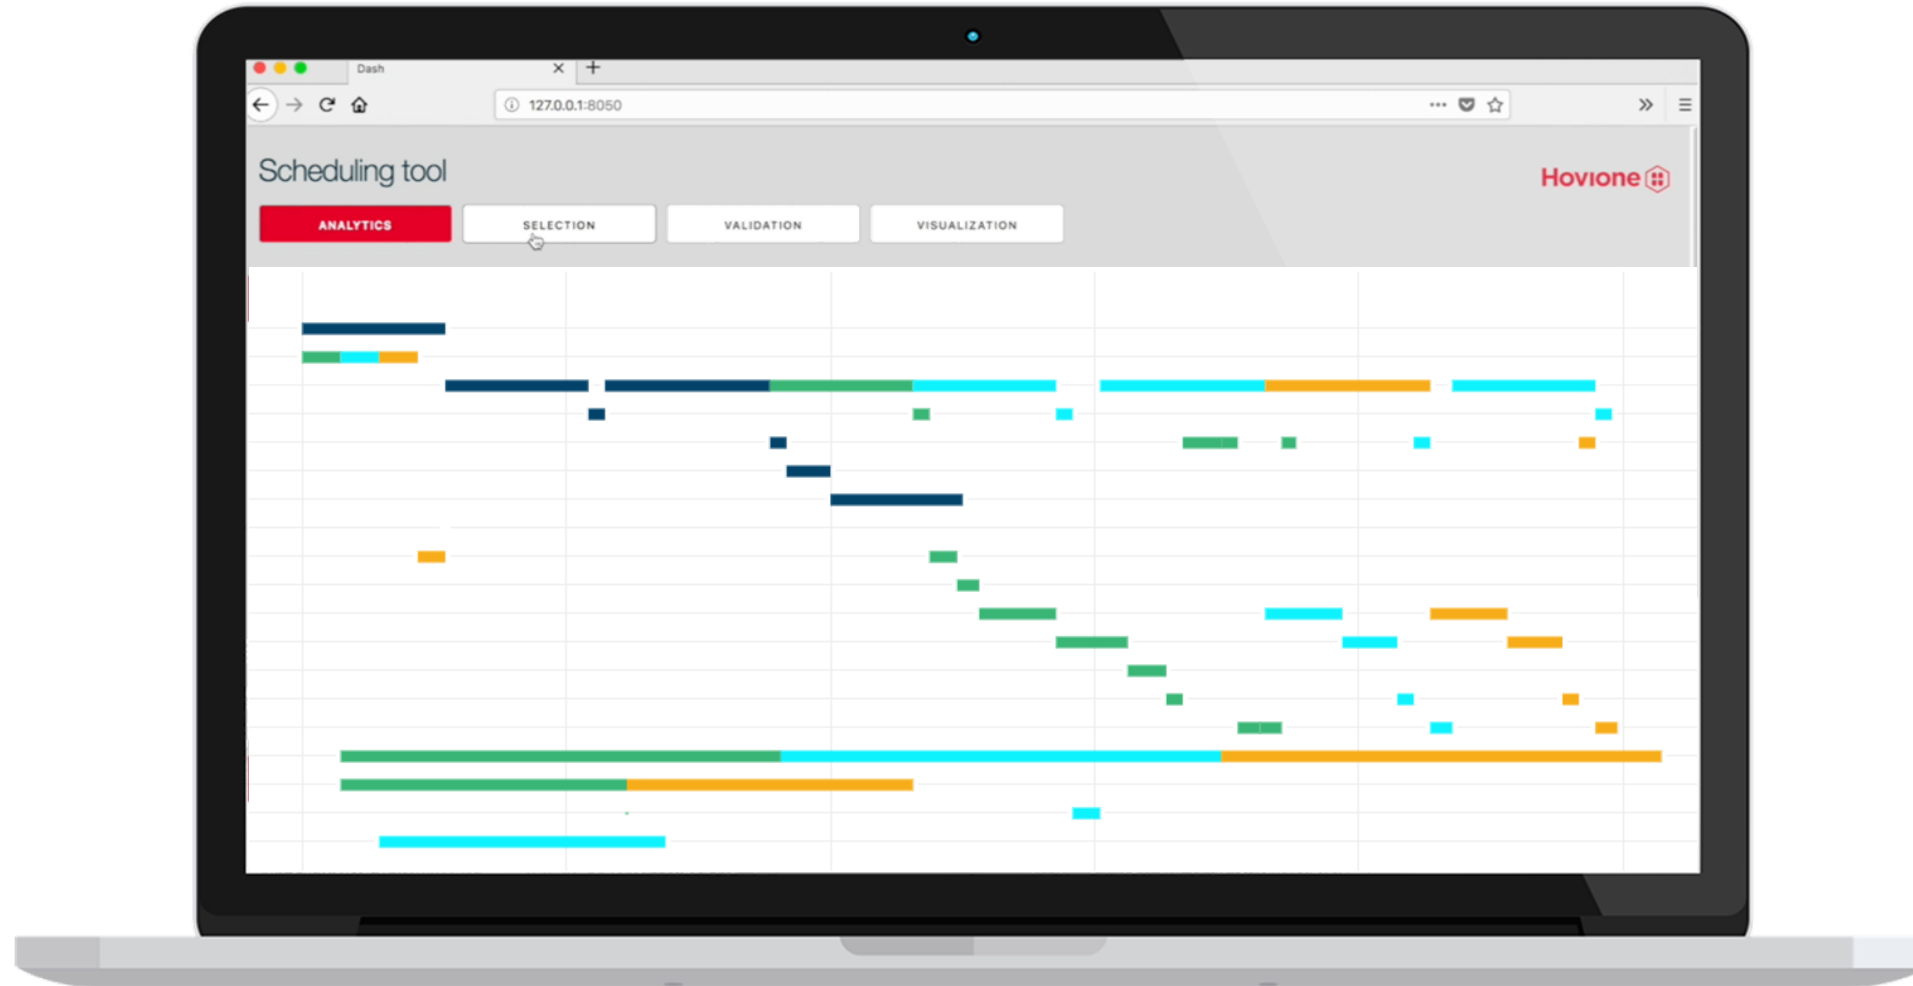 Dash
127.0.0.1:8050
Scheduling tool
Hovione
ANALYTICS
SELECTION
VALIDATION
VISUALIZATION